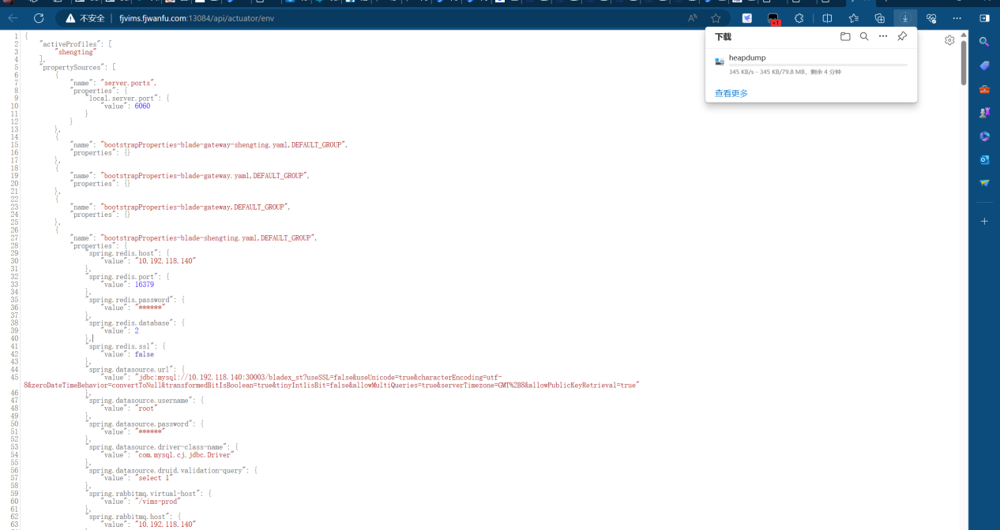 不安全 fjvims.fjwanfu.com:13084/api/actuator/env
下载
heapdump
345 KB/s - 345 KB/79.8 MB，剩余 4 分钟
查看更多
1 {
2 "activeProfiles": [
3 "shengting"
4 ],
5 "propertySources": [
6 {
7 "name": "server.ports",
8 "properties": {
9 "local.server.port": {
10 "value": 6060
11 }
12 }
13 },
14 {
15 "name": "bootstrapProperties-blade-gateway-shengting.yaml,DEFAULT_GROUP",
16 "properties": {}
17 },
18 {
19 "name": "bootstrapProperties-blade-gateway.yaml,DEFAULT_GROUP",
20 "properties": {}
21 },
22 {
23 "name": "bootstrapProperties-blade-gateway,DEFAULT_GROUP",
24 "properties": {}
25 },
26 {
27 "name": "bootstrapProperties-blade-shengting.yaml,DEFAULT_GROUP",
28 "properties": {
29 "spring.redis.host": {
30 "value": "10.192.118.140"
31 },
32 "spring.redis.port": {
33 "value": 16379
34 },
35 "spring.redis.password": {
36 "value": "******"
37 },
38 "spring.redis.database": {
39 "value": 2
40 },
41 "spring.redis.ssl": {
42 "value": false
43 },
44 "spring.datasource.url": {
45 "value": "jdbc:mysql://10.192.118.140:30003/bladex_st?useSSL=false&useUnicode=true&characterEncoding=utf-
8&zeroDateTimeBehavior=convertToNull&transformedBitIsBoolean=true&tinyInt1isBit=false&allowMultiQueries=true&serverTimezone=GMT%2B8&allowPublicKeyRetrieval=true"
46 },
47 "spring.datasource.username": {
48 "value": "root"
49 },
50 "spring.datasource.password": {
51 "value": "******"
52 },
53 "spring.datasource.driver-class-name": {
54 "value": "com.mysql.cj.jdbc.Driver"
55 },
56 "spring.datasource.druid.validation-query": {
57 "value": "select 1"
58 },
59 "spring.rabbitmq.virtual-host": {
60 "value": "/vims-prod"
61 },
62 "spring.rabbitmq.host": {
63 "value": "10.192.118.140"